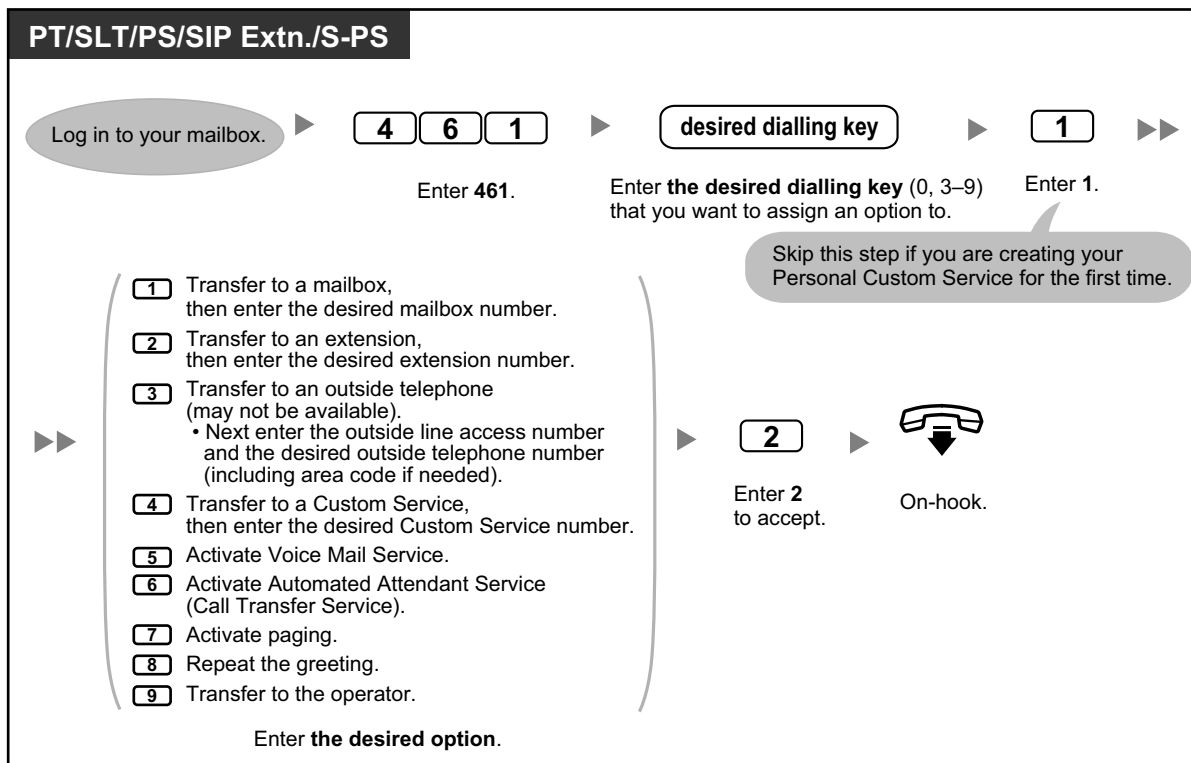 PT/SLT/PS/SIP Extn./S-PS
Log in to your mailbox.
4 6 1
Enter 461.
desired dialling key
Enter the desired dialling key (0, 3–9)
that you want to assign an option to.
1
Enter 1.
Skip this step if you are creating your
Personal Custom Service for the first time.
1 Transfer to a mailbox,
then enter the desired mailbox number.
2 Transfer to an extension,
then enter the desired extension number.
3 Transfer to an outside telephone
(may not be available).
• Next enter the outside line access number
and the desired outside telephone number
(including area code if needed).
4 Transfer to a Custom Service,
then enter the desired Custom Service number.
5 Activate Voice Mail Service.
6 Activate Automated Attendant Service
(Call Transfer Service).
7 Activate paging.
8 Repeat the greeting.
9 Transfer to the operator.
Enter the desired option.
2
Enter 2
to accept.
On-hook.